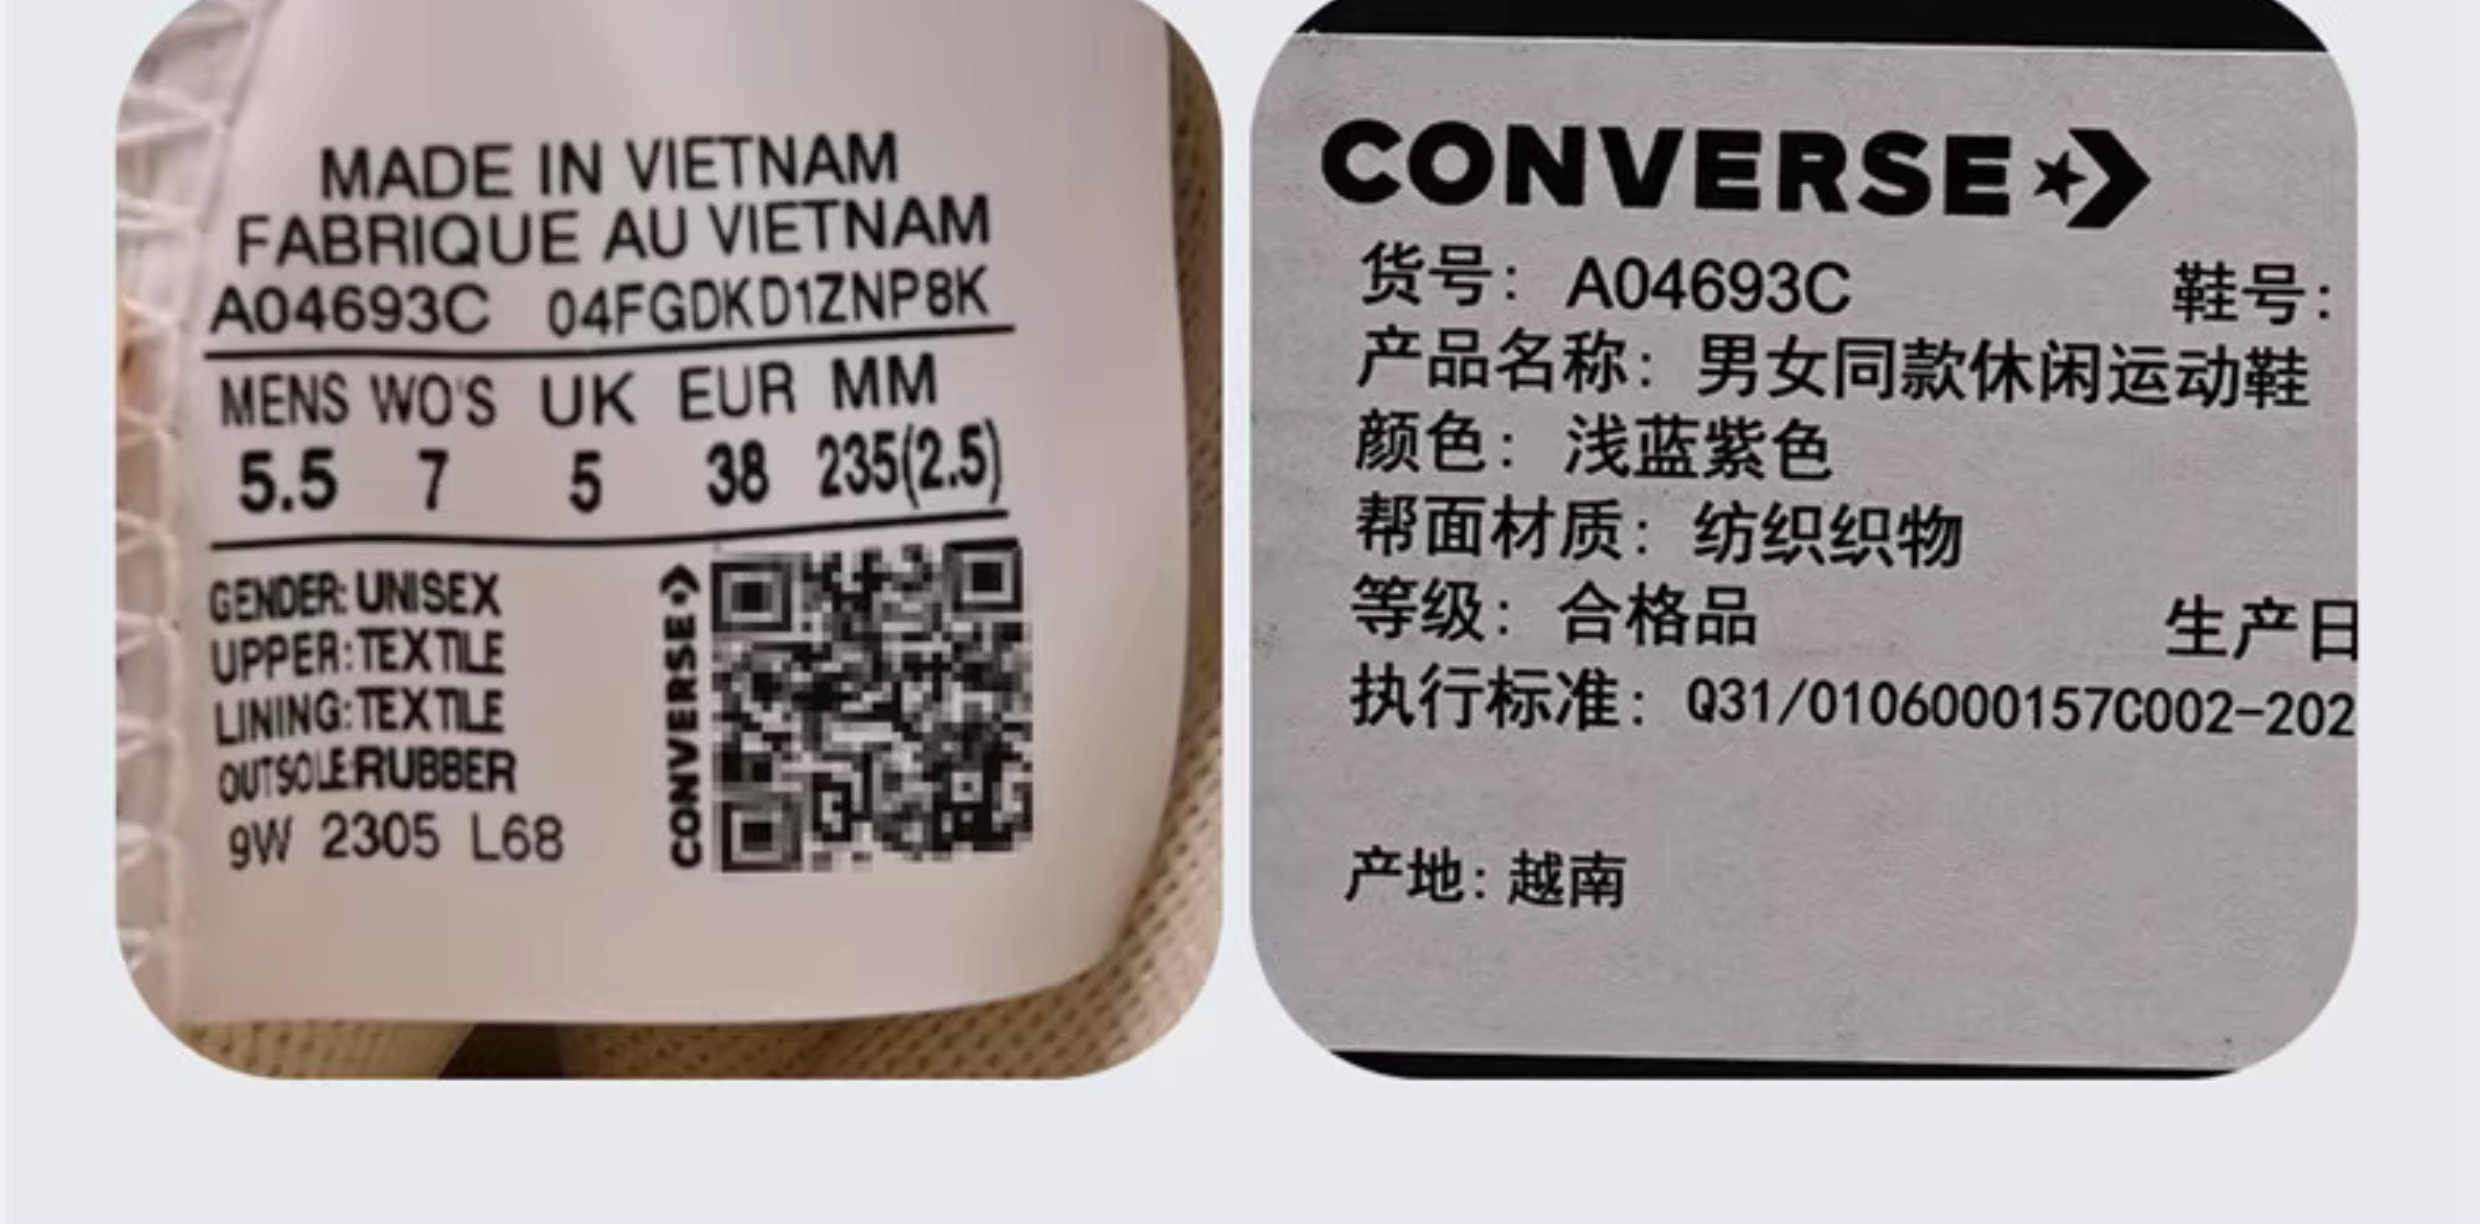 MADE IN VIETNAM
FABRIQUE AU VIETNAM
A04693C 04FGDKD1ZNP8K
MENS WO'S UK EUR MM
5.5 7 5 38 235(2.5)
GENDER: UNISEX
UPPER: TEXTILE
LINING: TEXTILE
OUTSOLE: RUBBER
9W 2305 L68
CONVERSE
CONVERSE
货号: A04693C 鞋号:
产品名称: 男女同款休闲运动鞋
颜色: 浅蓝紫色
帮面材质: 纺织织物
等级: 合格品 生产日
执行标准: Q31/0106000157C002-202
产地: 越南